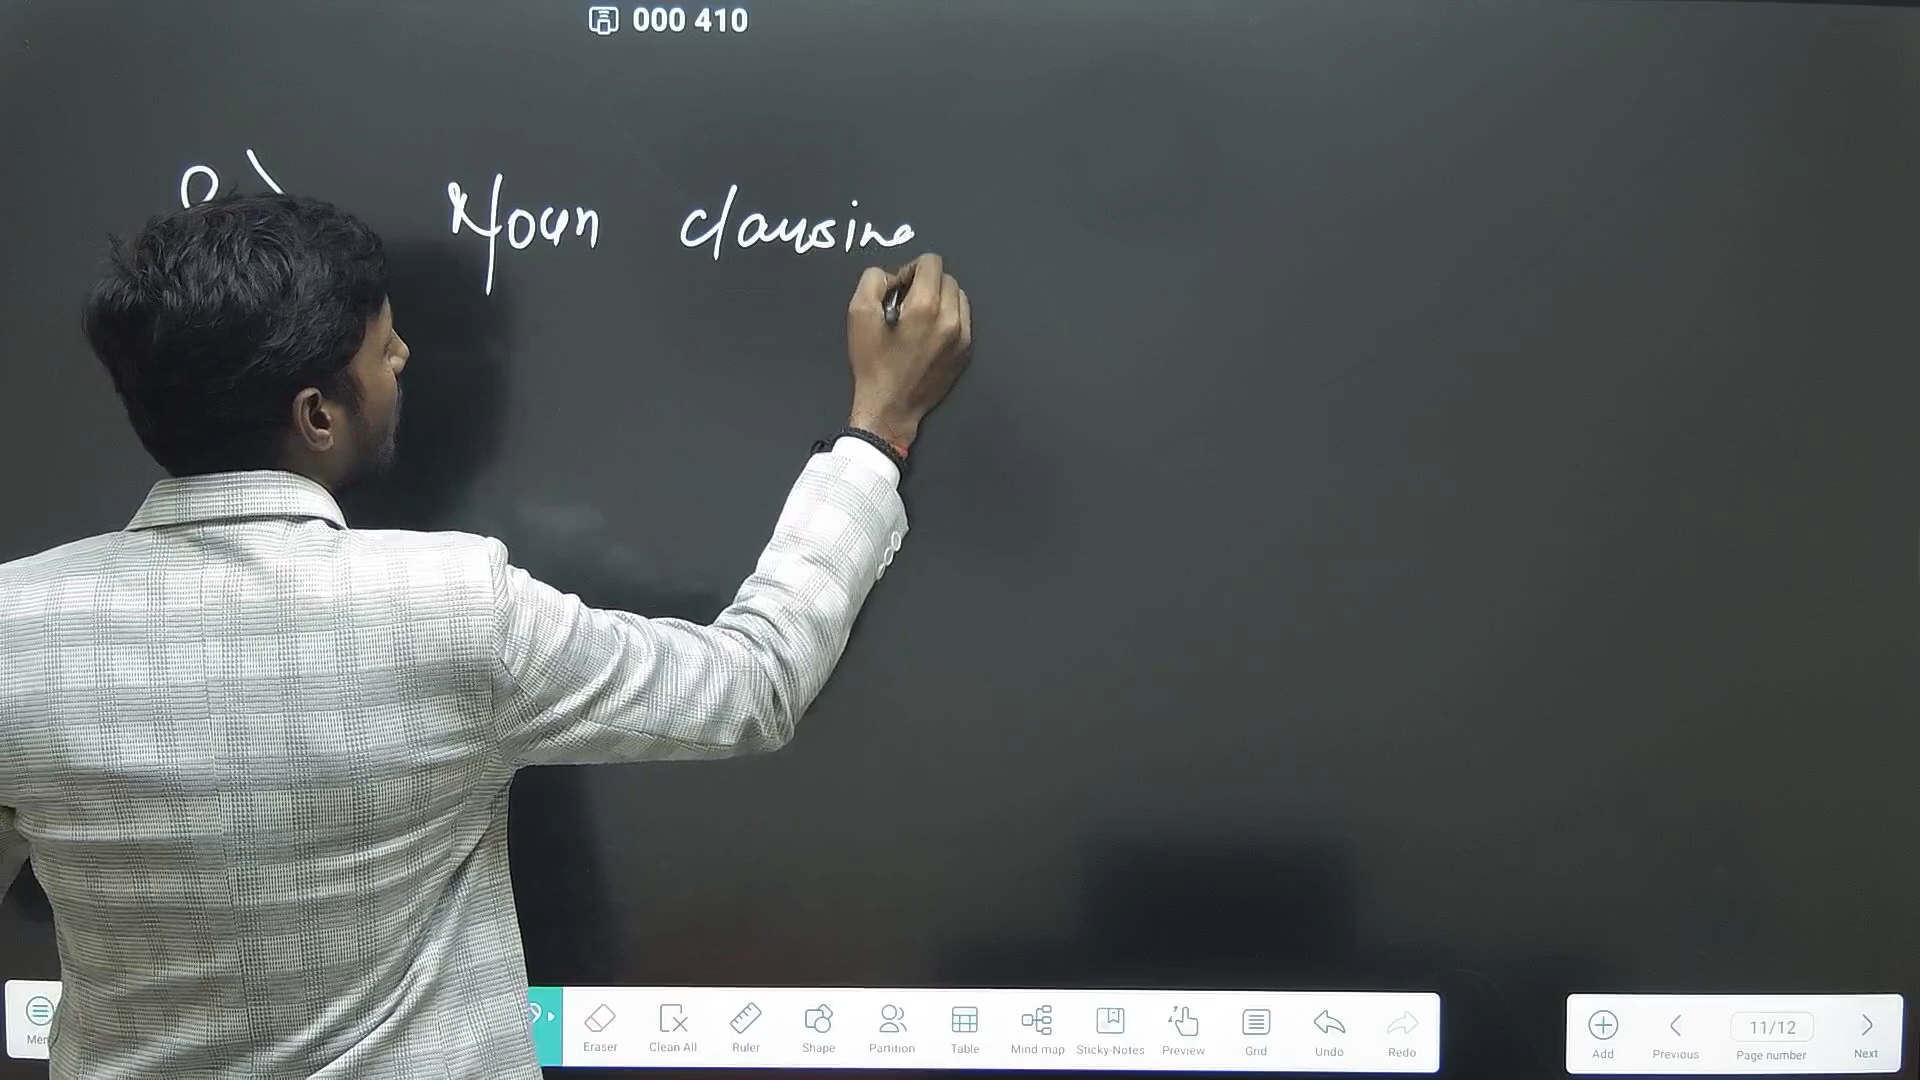 000 410
Noun clausine
Eraser Clean All Ruler Shape Partition Table Mind map Sticky-Notes Preview Grid Undo Redo
Add Previous 11/12 Page number Next